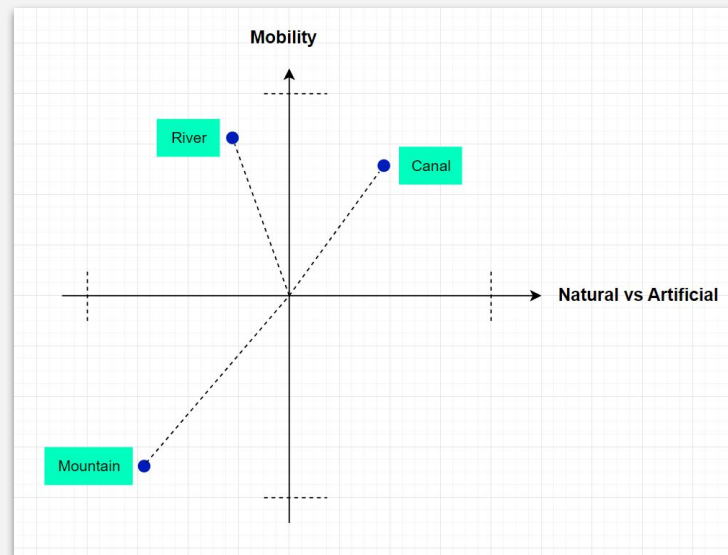 Mobility
River
Canal
Natural vs Artificial
Mountain